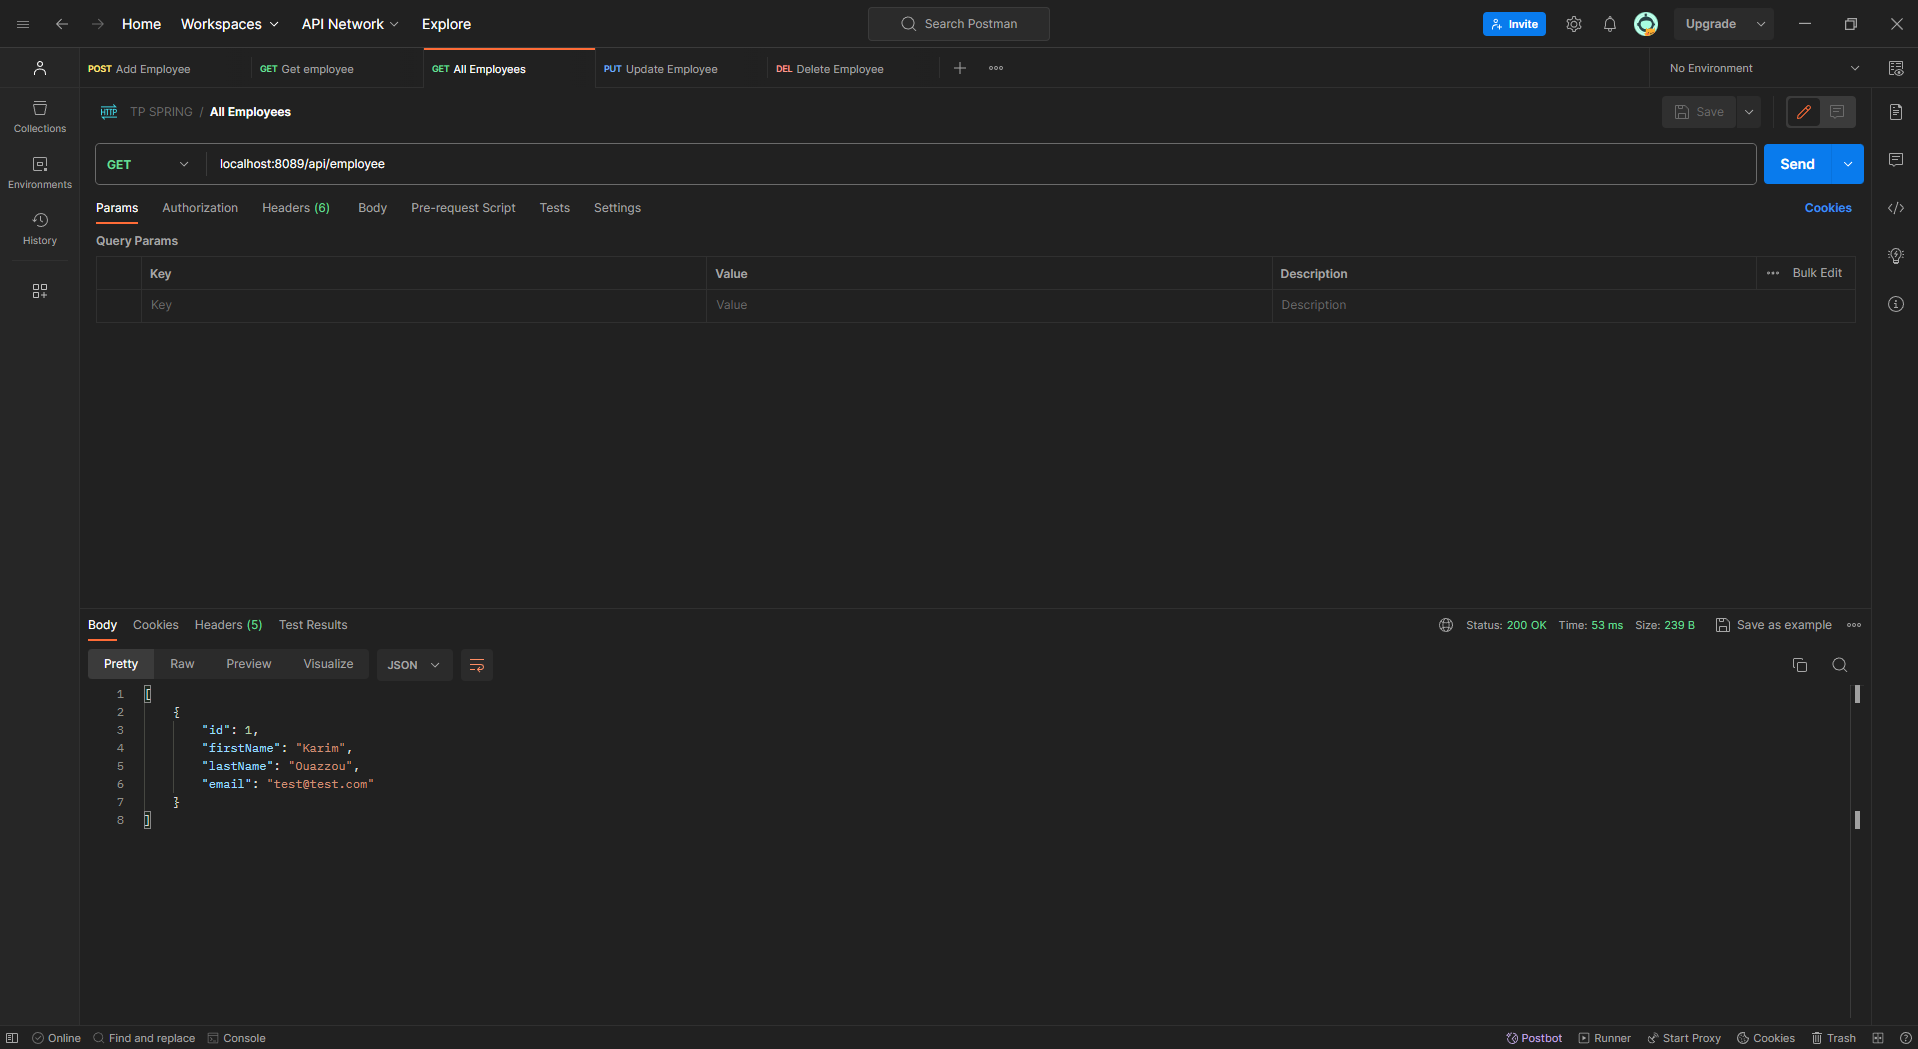 Home Workspaces API Network Explore Search Postman Invite Upgrade
POST Add Employee GET Get employee GET All Employees PUT Update Employee DEL Delete Employee No Environment
HTTP TP SPRING / All Employees Save
Collections
GET localhost:8089/api/employee Send
Environments
Params Authorization Headers (6) Body Pre-request Script Tests Settings Cookies
History
Query Params
Key Value Description Bulk Edit
Key Value Description
Body Cookies Headers (5) Test Results Status: 200 OK Time: 53 ms Size: 239 B Save as example
Pretty Raw Preview Visualize JSON
1 [
2 {
3 "id": 1,
4 "firstName": "Karim",
5 "lastName": "Ouazzou",
6 "email": "test@test.com"
7 }
8 ]
Online Find and replace Console Postbot Runner Start Proxy Cookies Trash